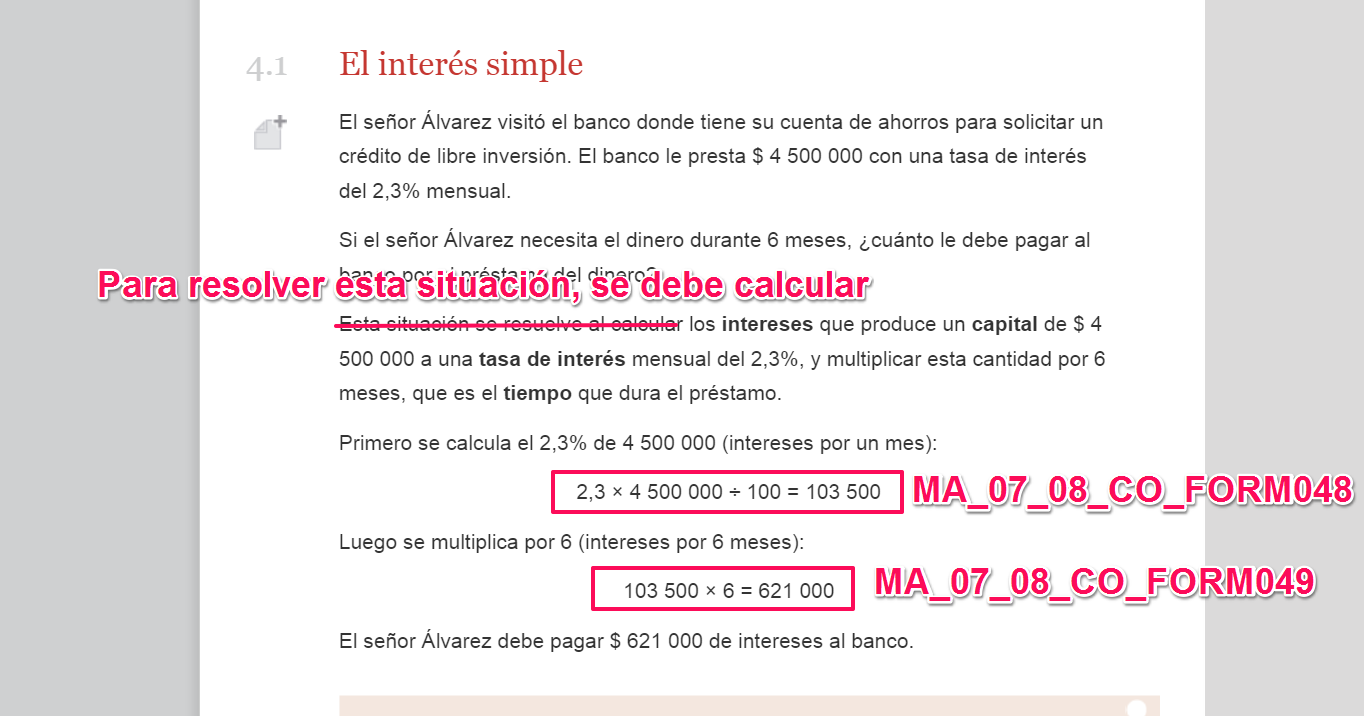 4.1 El interés simple
El señor Álvarez visitó el banco donde tiene su cuenta de ahorros para solicitar un
crédito de libre inversión. El banco le presta $ 4 500 000 con una tasa de interés
del 2,3% mensual.
Si el señor Álvarez necesita el dinero durante 6 meses, ¿cuánto le debe pagar al
banco por el préstamo del dinero?
Para resolver esta situación, se debe calcular
Esta situación se resuelve al calcular los intereses que produce un capital de $ 4
500 000 a una tasa de interés mensual del 2,3%, y multiplicar esta cantidad por 6
meses, que es el tiempo que dura el préstamo.
Primero se calcula el 2,3% de 4 500 000 (intereses por un mes):
2,3 × 4 500 000 ÷ 100 = 103 500 MA_07_08_CO_FORM048
Luego se multiplica por 6 (intereses por 6 meses):
103 500 × 6 = 621 000 MA_07_08_CO_FORM049
El señor Álvarez debe pagar $ 621 000 de intereses al banco.